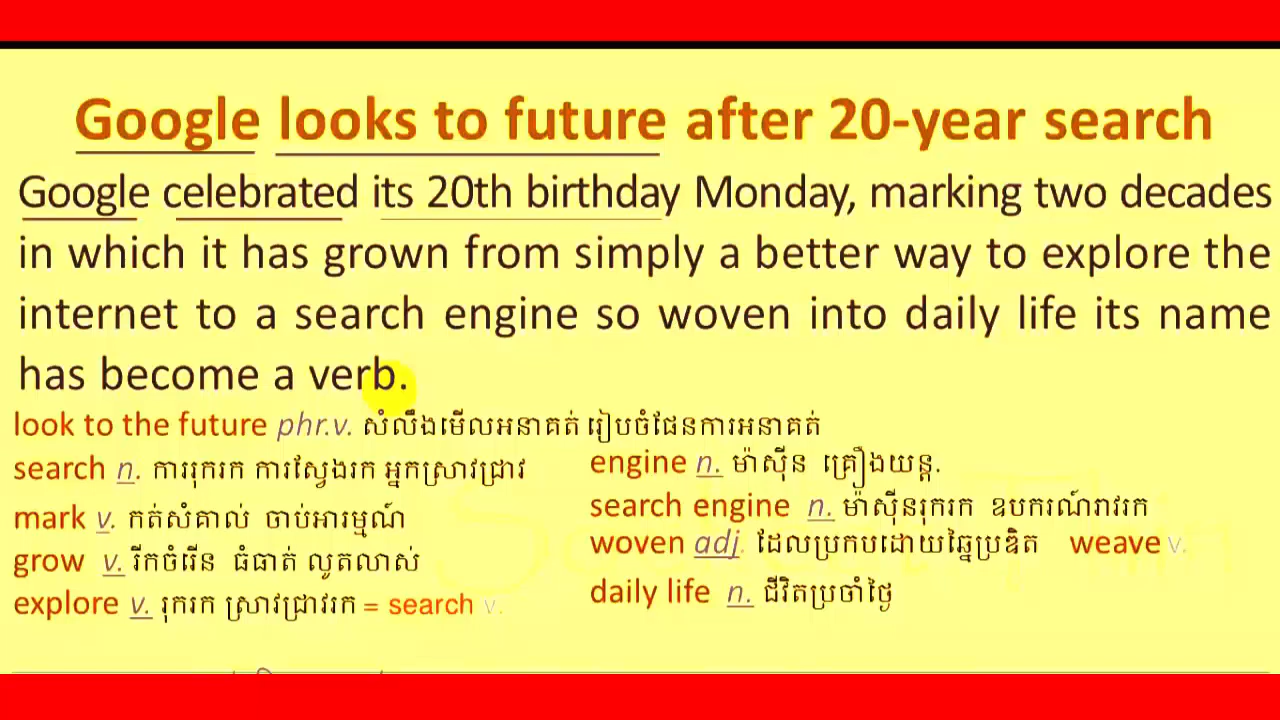 Google looks to future after 20-year search
Google celebrated its 20th birthday Monday, marking two decades
in which it has grown from simply a better way to explore the
internet to a search engine so woven into daily life its name
has become a verb.
look to the future phr.v. សំលឹងមើលអនាគត់ រៀបចំផែនការអនាគត់
search n. ការរុករក ការស្វែងរក អ្នកស្រាវជ្រាវ
engine n. ម៉ាស៊ីន គ្រឿងយន្ត.
mark v. កត់សំគាល់ ចាប់អារម្មណ៍
search engine n. ម៉ាស៊ីនរុករក ឧបករណ៍រាវរក
grow v. រីកចំរើន ធំធាត់ លូតលាស់
woven adj. ដែលប្រកបដោយឆ្នៃប្រឌិត weave v.
explore v. រុករក ស្រាវជ្រាវរក = search v.
daily life n. ជីវិតប្រចាំថ្ងៃ